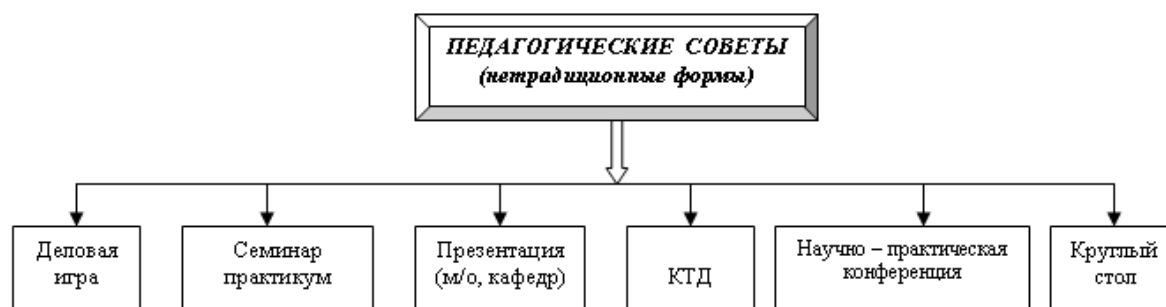 ПЕДАГОГИЧЕСКИЕ СОВЕТЫ
(нетрадиционные формы)
Деловая
игра
Семинар
практикум
Презентация
(м/о, кафедр)
КТД
Научно – практическая
конференция
Круглый
стол